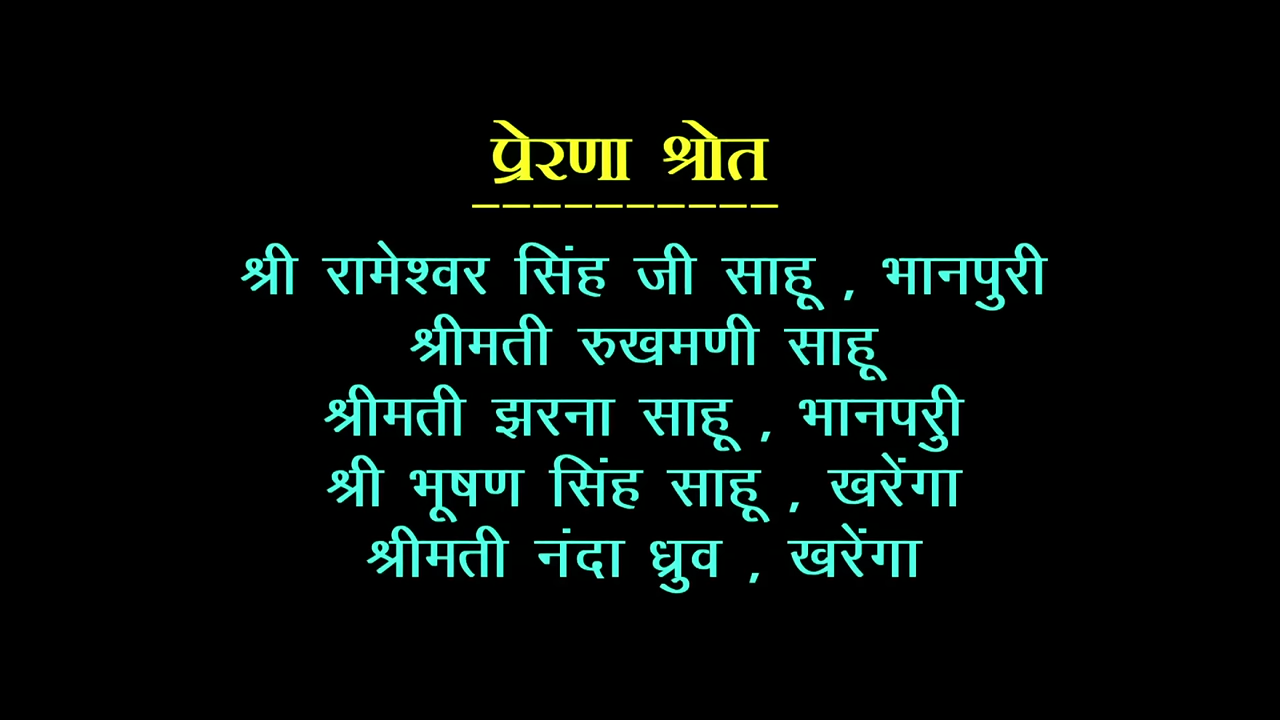 प्रेरणा श्रोत
----------
श्री रामेश्वर सिंह जी साहू , भानपुरी
श्रीमती रुखमणी साहू
श्रीमती झरना साहू , भानपरुी
श्री भूषण सिंह साहू , खरेंगा
श्रीमती नंदा ध्रुव , खरेंगा